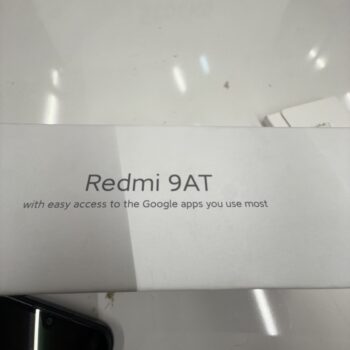 Redmi 9AT
with easy access to the Google apps you use most